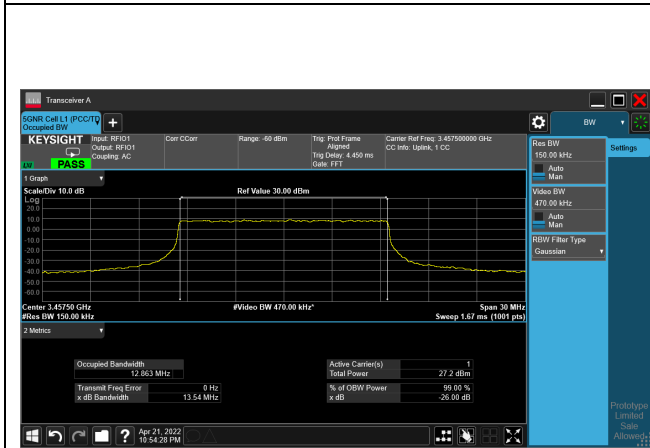 Transceiver A
5GNR Cell L1 (PCC/TQ
Occupied BW
KEYSIGHT
LXI
PASS
Input: RFIO1
Output: RFIO1
Coupling: AC
Corr CCorr
Range: -60 dBm
Trig: Prot Frame
Aligned
Trig Delay: 4.450 ms
Gate: FFT
Carrier Ref Freq: 3.457500000 GHz
CC Info: Uplink, 1 CC
1 Graph
Scale/Div 10.0 dB
Ref Value 30.00 dBm
Log
20.0
10.0
0.00
-10.0
-20.0
-30.0
-40.0
-50.0
-60.0
Center 3.45750 GHz
#Video BW 470.00 kHz*
Span 30 MHz
#Res BW 150.00 kHz
Sweep 1.67 ms (1001 pts)
2 Metrics
Occupied Bandwidth
12.863 MHz
Transmit Freq Error 0 Hz
x dB Bandwidth 13.54 MHz
Active Carrier(s) 1
Total Power 27.2 dBm
% of OBW Power 99.00 %
x dB -26.00 dB
BW
Settings
Res BW
150.00 kHz
Auto
Man
Video BW
470.00 kHz
Auto
Man
RBW Filter Type
Gaussian
Prototype
Limited
Sale
Allowed
Apr 21, 2022
10:54:28 PM